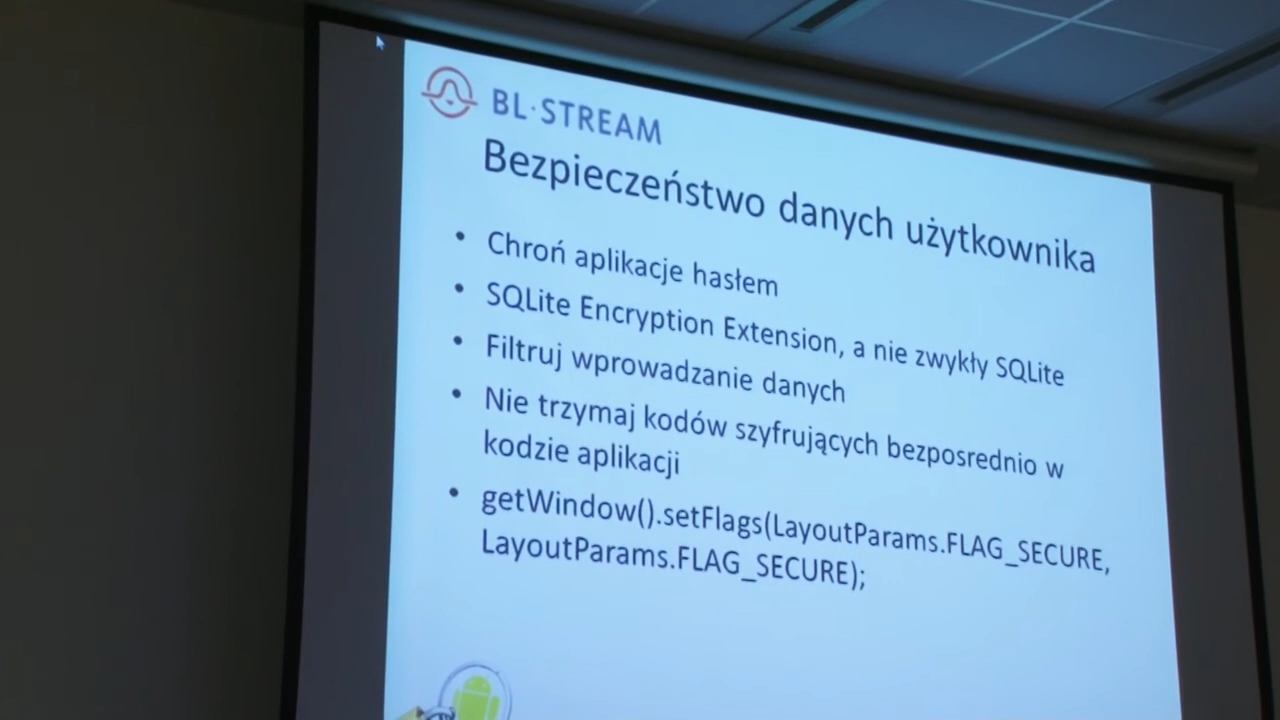 BL·STREAM
Bezpieczeństwo danych użytkownika
• Chroń aplikacje hasłem
• SQLite Encryption Extension, a nie zwykły SQLite
• Filtruj wprowadzanie danych
• Nie trzymaj kodów szyfrujących bezposrednio w
kodzie aplikacji
• getWindow().setFlags(LayoutParams.FLAG_SECURE,
LayoutParams.FLAG_SECURE);